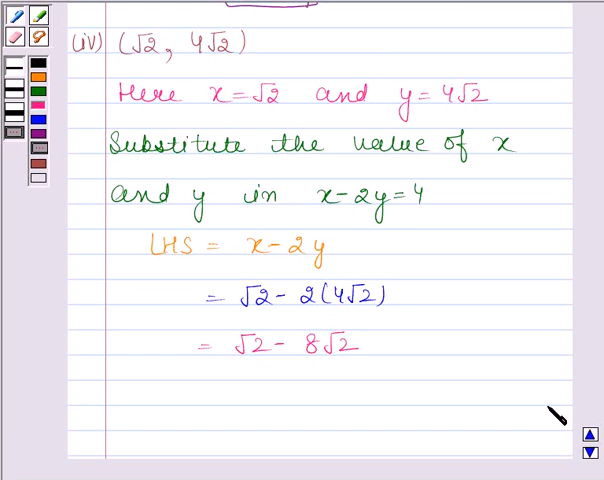 (iv) (√2, 4√2)
Here x=√2 and y=4√2
Substitute the value of x
and y in x-2y=4
LHS = x-2y
= √2 - 2(4√2)
= √2 - 8√2